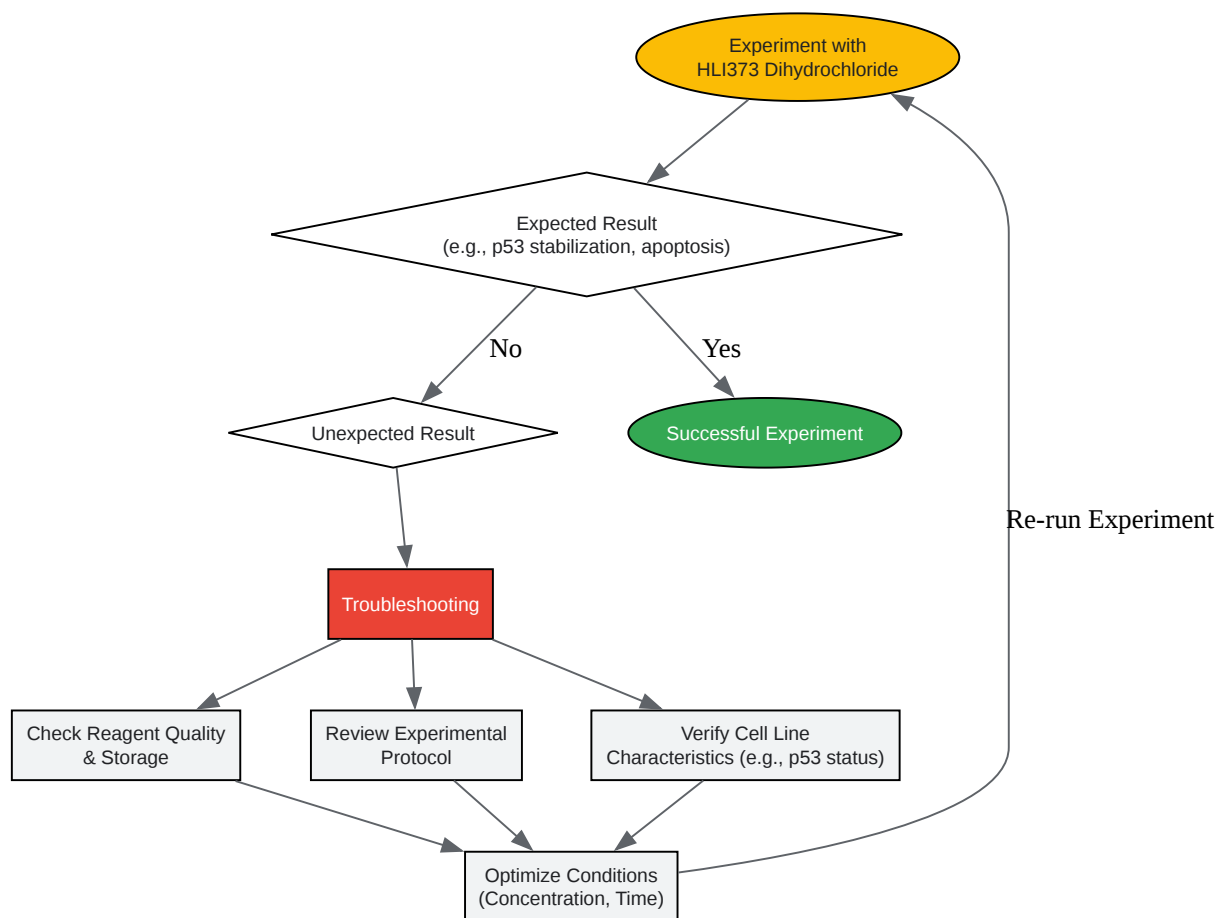 Experiment with
HLI373 Dihydrochloride
Expected Result
(e.g., p53 stabilization, apoptosis)
No
Yes
Unexpected Result
Successful Experiment
Re-run Experiment
Troubleshooting
Check Reagent Quality
& Storage
Review Experimental
Protocol
Verify Cell Line
Characteristics (e.g., p53 status)
Optimize Conditions
(Concentration, Time)